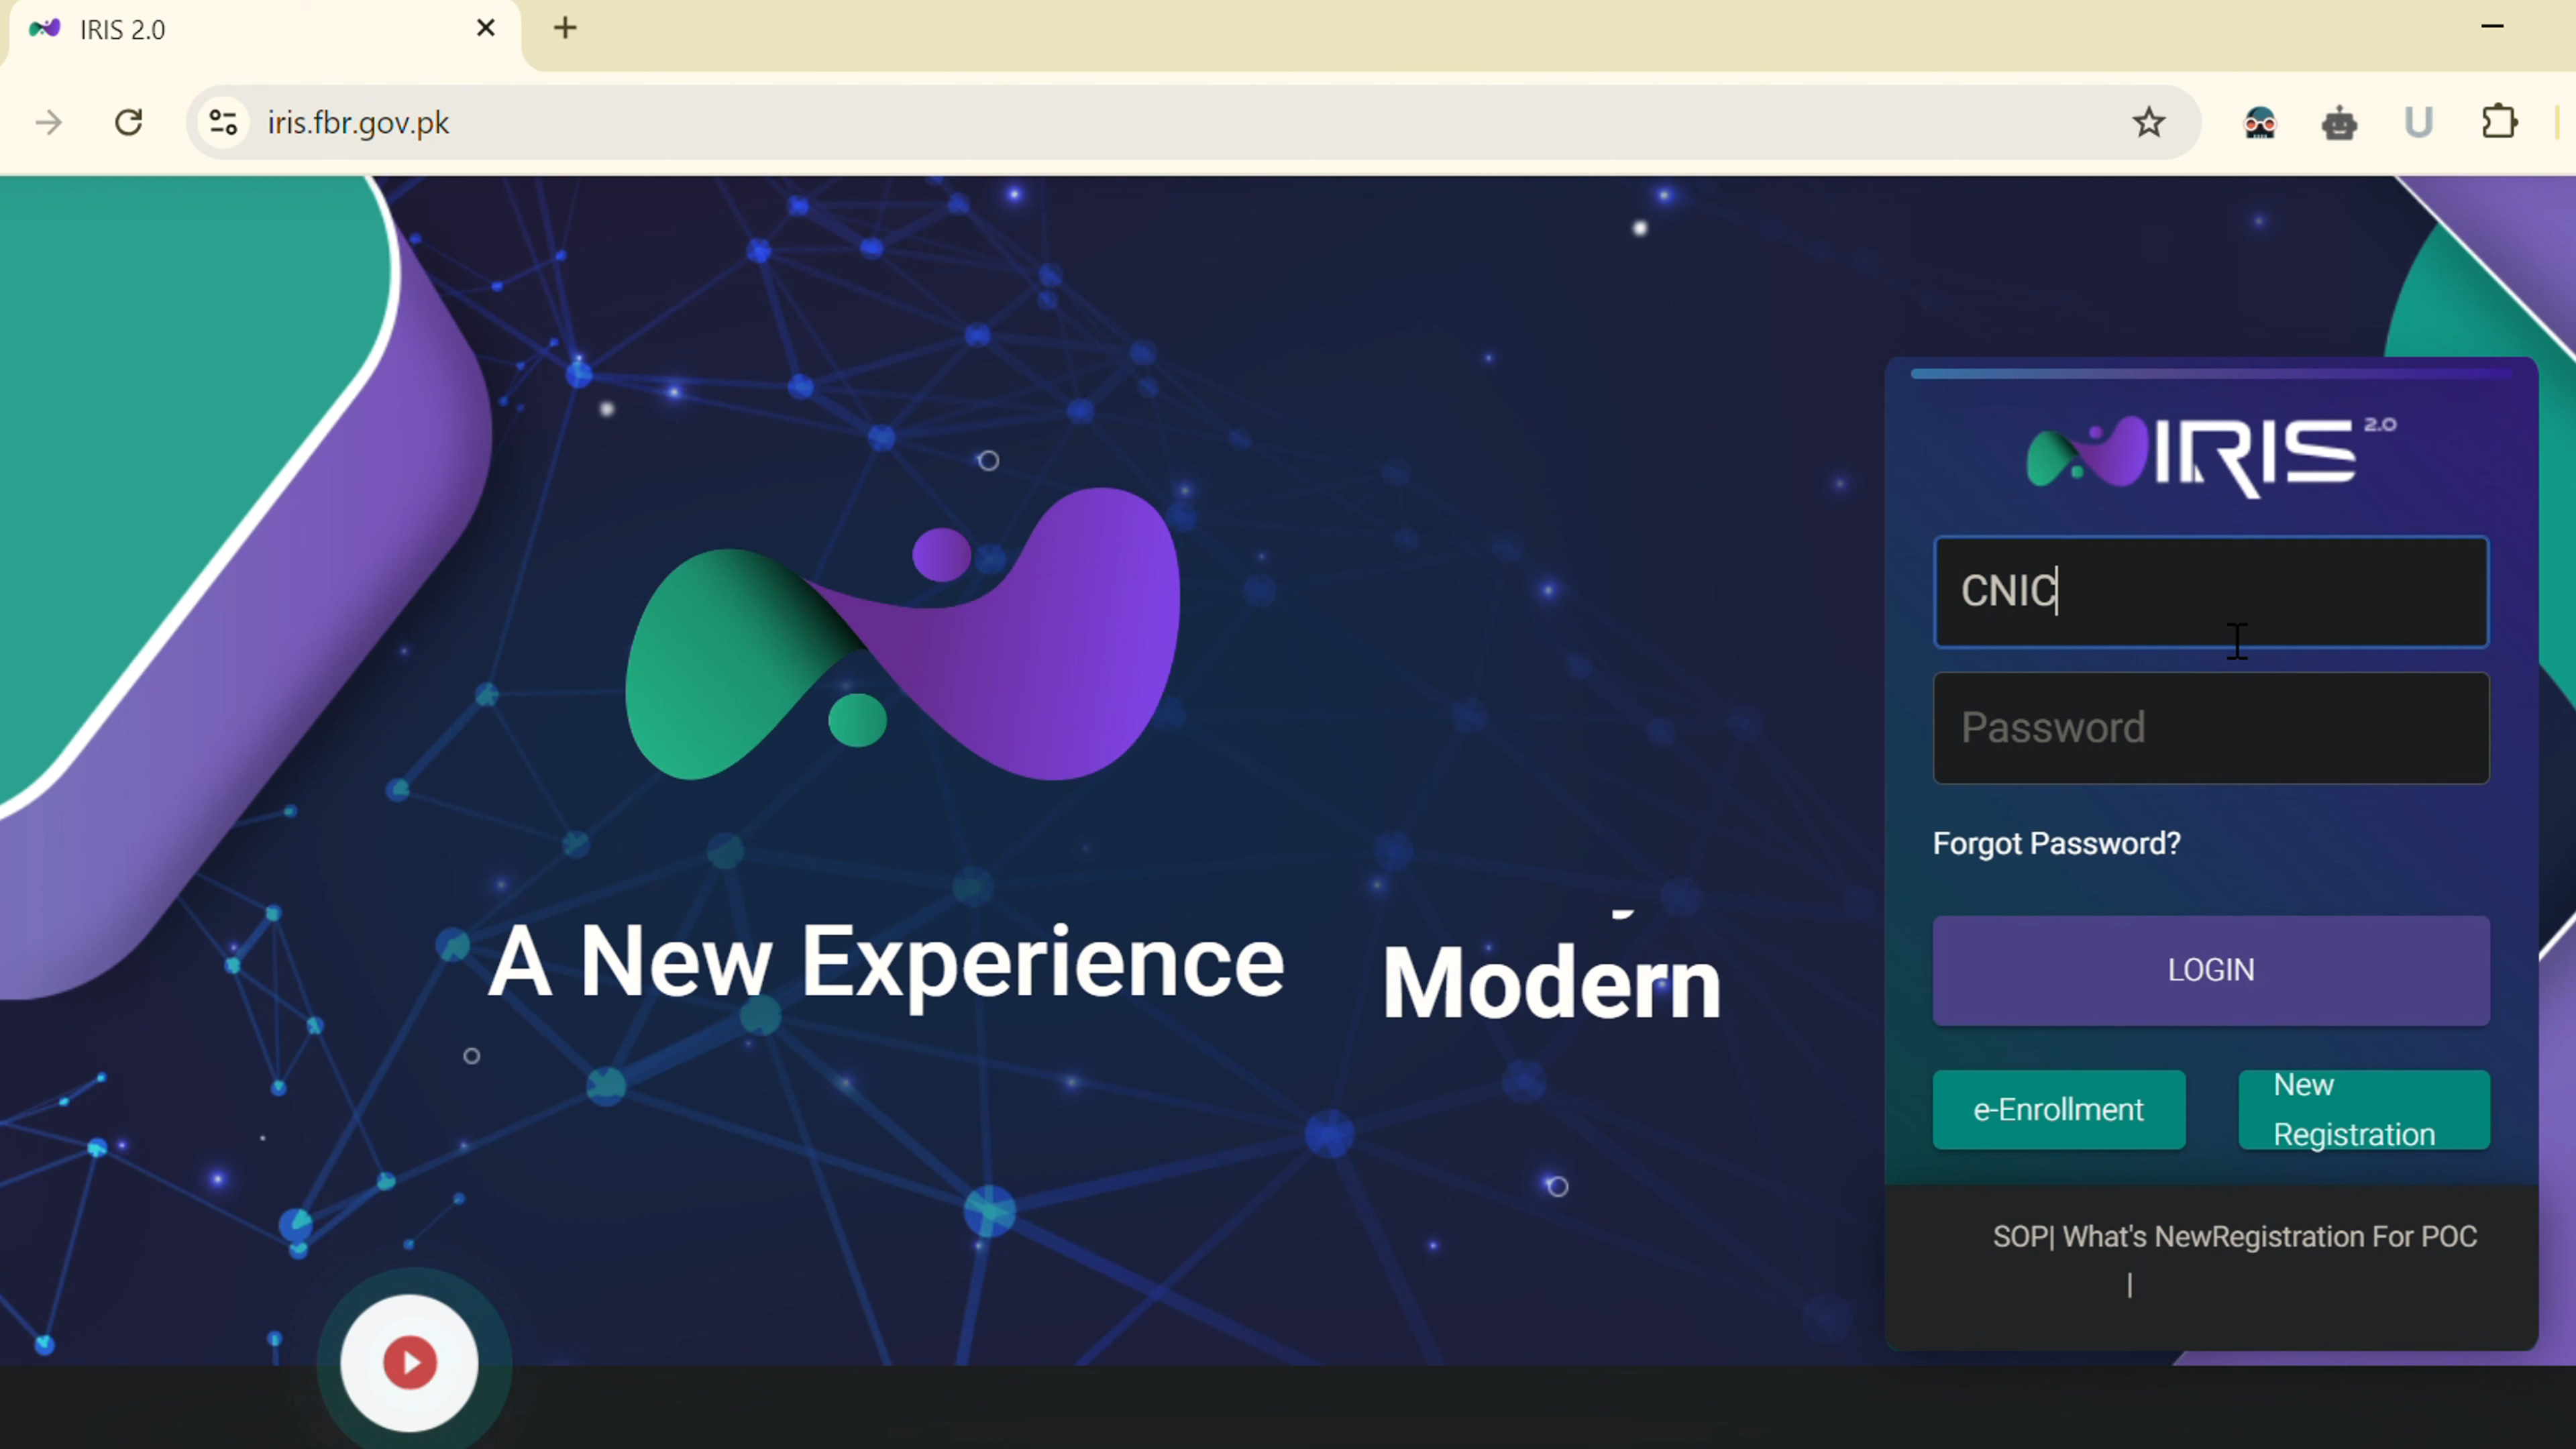 IRIS 2.0
iris.fbr.gov.pk
U
IRIS 2.0
CNIC
Password
Forgot Password?
LOGIN
e-Enrollment
New
Registration
SOP| What's NewRegistration For POC
|
A New Experience
Modern